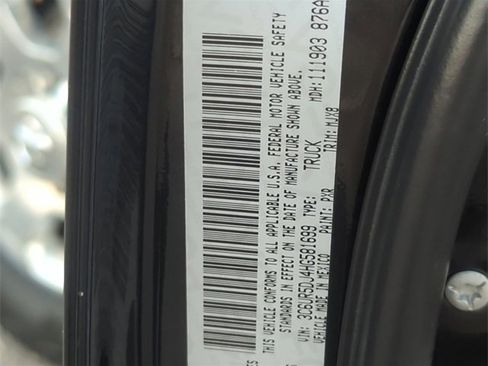 THIS VEHICLE CONFORMS TO ALL APPLICABLE U.S.A. FEDERAL MOTOR VEHICLE SAFETY
STANDARDS IN EFFECT ON THE DATE OF MANUFACTURE SHOWN ABOVE.
VIN: 3C6UR5DJ4HG581699 TYPE: TRUCK MDH: 111903 876A
VEHICLE MADE IN MEXICO PAINT: PXR TRIM: MJX8